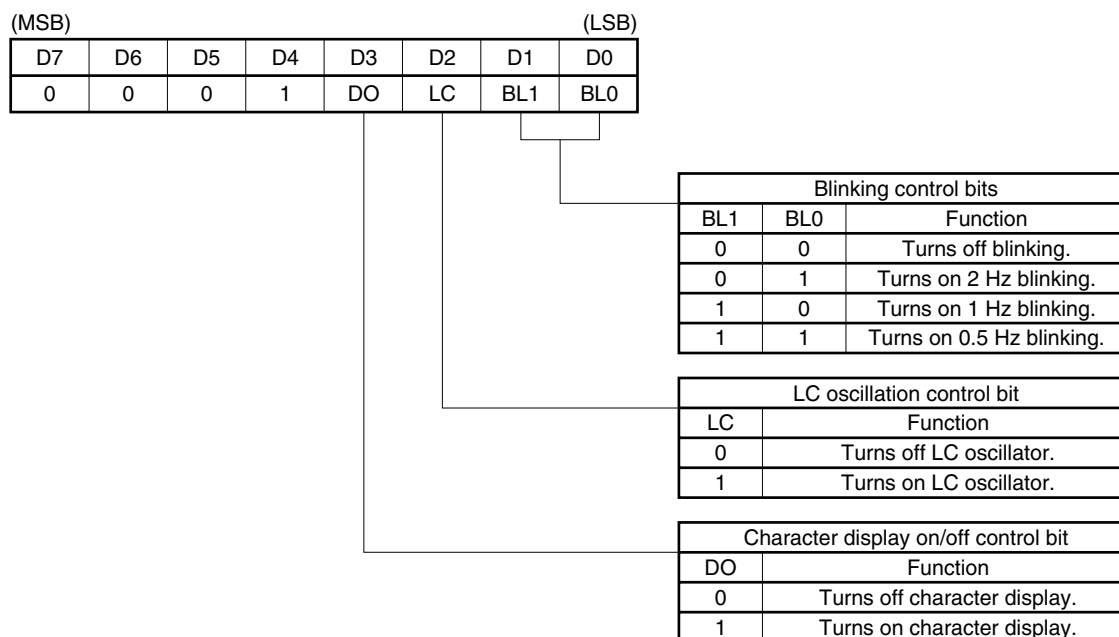 (MSB) (LSB)
D7 D6 D5 D4 D3 D2 D1 D0
0 0 0 1 DO LC BL1 BL0
Blinking control bits
BL1 BL0 Function
0 0 Turns off blinking.
0 1 Turns on 2 Hz blinking.
1 0 Turns on 1 Hz blinking.
1 1 Turns on 0.5 Hz blinking.
LC oscillation control bit
LC Function
0 Turns off LC oscillator.
1 Turns on LC oscillator.
Character display on/off control bit
DO Function
0 Turns off character display.
1 Turns on character display.